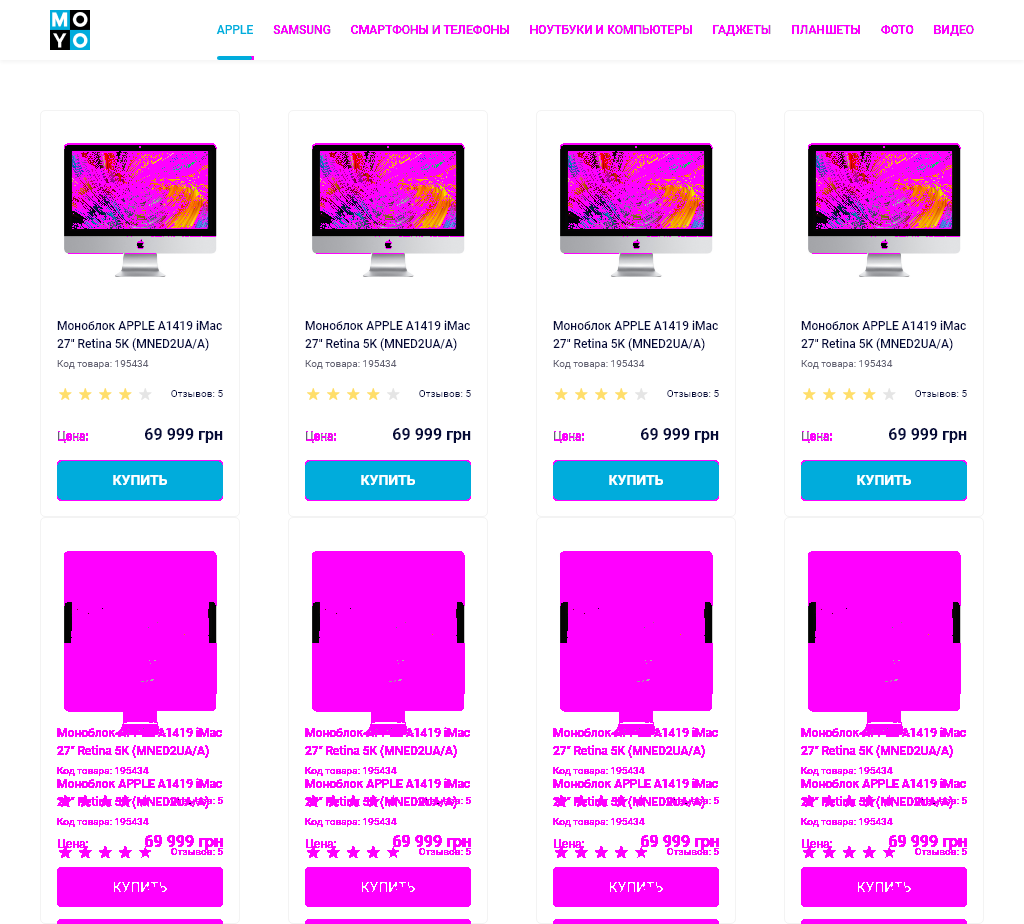 MO
YO
APPLE SAMSUNG СМАРТФОНЫ И ТЕЛЕФОНЫ НОУТБУКИ И КОМПЬЮТЕРЫ ГАДЖЕТЫ ПЛАНШЕТЫ ФОТО ВИДЕО
Моноблок APPLE A1419 iMac Моноблок APPLE A1419 iMac Моноблок APPLE A1419 iMac Моноблок APPLE A1419 iMac
27" Retina 5K (MNED2UA/A) 27" Retina 5K (MNED2UA/A) 27" Retina 5K (MNED2UA/A) 27" Retina 5K (MNED2UA/A)
Код товара: 195434 Код товара: 195434 Код товара: 195434 Код товара: 195434
Отзывов: 5 Отзывов: 5 Отзывов: 5 Отзывов: 5
Цена: 69 999 грн Цена: 69 999 грн Цена: 69 999 грн Цена: 69 999 грн
КУПИТЬ КУПИТЬ КУПИТЬ КУПИТЬ
Моноблок APPLE A1419 iMac Моноблок APPLE A1419 iMac Моноблок APPLE A1419 iMac Моноблок APPLE A1419 iMac
27" Retina 5K (MNED2UA/A) 27" Retina 5K (MNED2UA/A) 27" Retina 5K (MNED2UA/A) 27" Retina 5K (MNED2UA/A)
Код товара: 195434 Код товара: 195434 Код товара: 195434 Код товара: 195434
Моноблок APPLE A1419 iMac Моноблок APPLE A1419 iMac Моноблок APPLE A1419 iMac Моноблок APPLE A1419 iMac
27" Retina 5K (MNED2UA/A) 27" Retina 5K (MNED2UA/A) 27" Retina 5K (MNED2UA/A) 27" Retina 5K (MNED2UA/A)
Код товара: 195434 Код товара: 195434 Код товара: 195434 Код товара: 195434
Цена: 69 999 грн Цена: 69 999 грн Цена: 69 999 грн Цена: 69 999 грн
Отзывов: 5 Отзывов: 5 Отзывов: 5 Отзывов: 5
КУПИТЬ КУПИТЬ КУПИТЬ КУПИТЬ